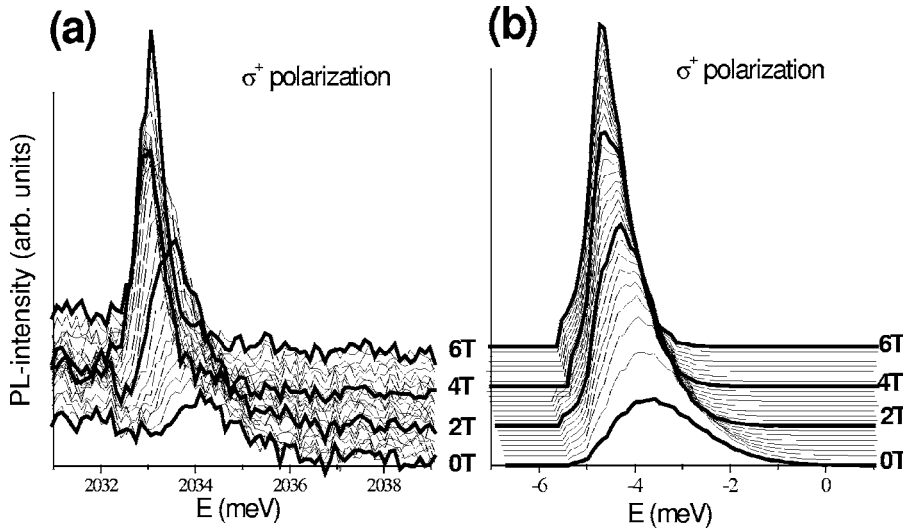 (a)
σ+ polarization
PL-intensity (arb. units)
6T
4T
2T
0T
2032 2034 2036 2038
E (meV)
(b)
σ+ polarization
6T
4T
2T
0T
-6 -4 -2 0
E (meV)